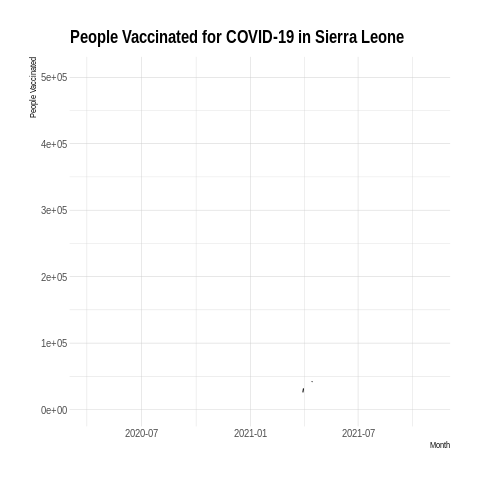 People Vaccinated for COVID-19 in Sierra Leone
People Vaccinated
5e+05
4e+05
3e+05
2e+05
1e+05
0e+00
2020-07
2021-01
2021-07
Month